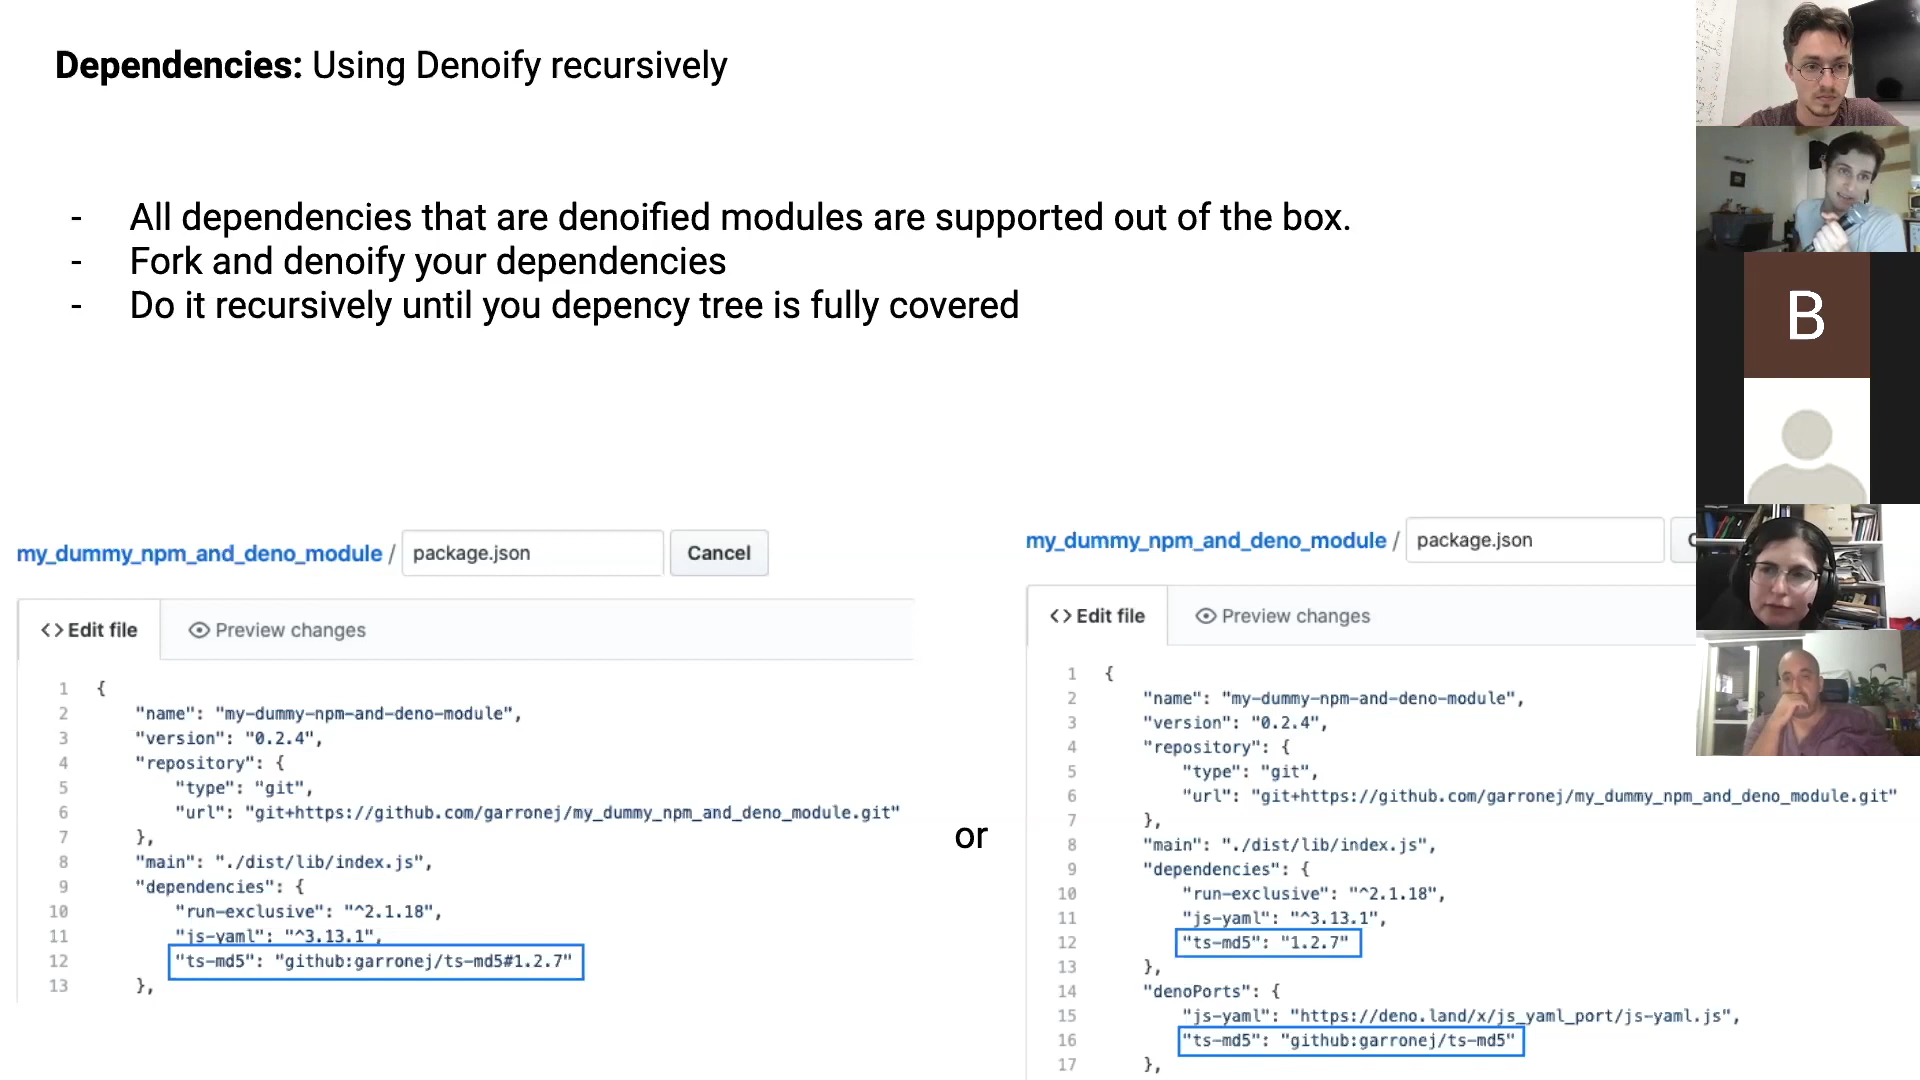 Dependencies: Using Denoify recursively
- All dependencies that are denoified modules are supported out of the box.
- Fork and denoify your dependencies
- Do it recursively until you depency tree is fully covered
B
my_dummy_npm_and_deno_module / package.json Cancel
<> Edit file Preview changes
1 {
2 "name": "my-dummy-npm-and-deno-module",
3 "version": "0.2.4",
4 "repository": {
5 "type": "git",
6 "url": "git+https://github.com/garronej/my_dummy_npm_and_deno_module.git"
7 },
8 "main": "./dist/lib/index.js",
9 "dependencies": {
10 "run-exclusive": "^2.1.18",
11 "js-yaml": "^3.13.1",
12 "ts-md5": "github:garronej/ts-md5#1.2.7"
13 },
or
my_dummy_npm_and_deno_module / package.json C
<> Edit file Preview changes
1 {
2 "name": "my-dummy-npm-and-deno-module",
3 "version": "0.2.4",
4 "repository": {
5 "type": "git",
6 "url": "git+https://github.com/garronej/my_dummy_npm_and_deno_module.git"
7 },
8 "main": "./dist/lib/index.js",
9 "dependencies": {
10 "run-exclusive": "^2.1.18",
11 "js-yaml": "^3.13.1",
12 "ts-md5": "1.2.7"
13 },
14 "denoPorts": {
15 "js-yaml": "https://deno.land/x/js_yaml_port/js-yaml.js",
16 "ts-md5": "github:garronej/ts-md5"
17 },